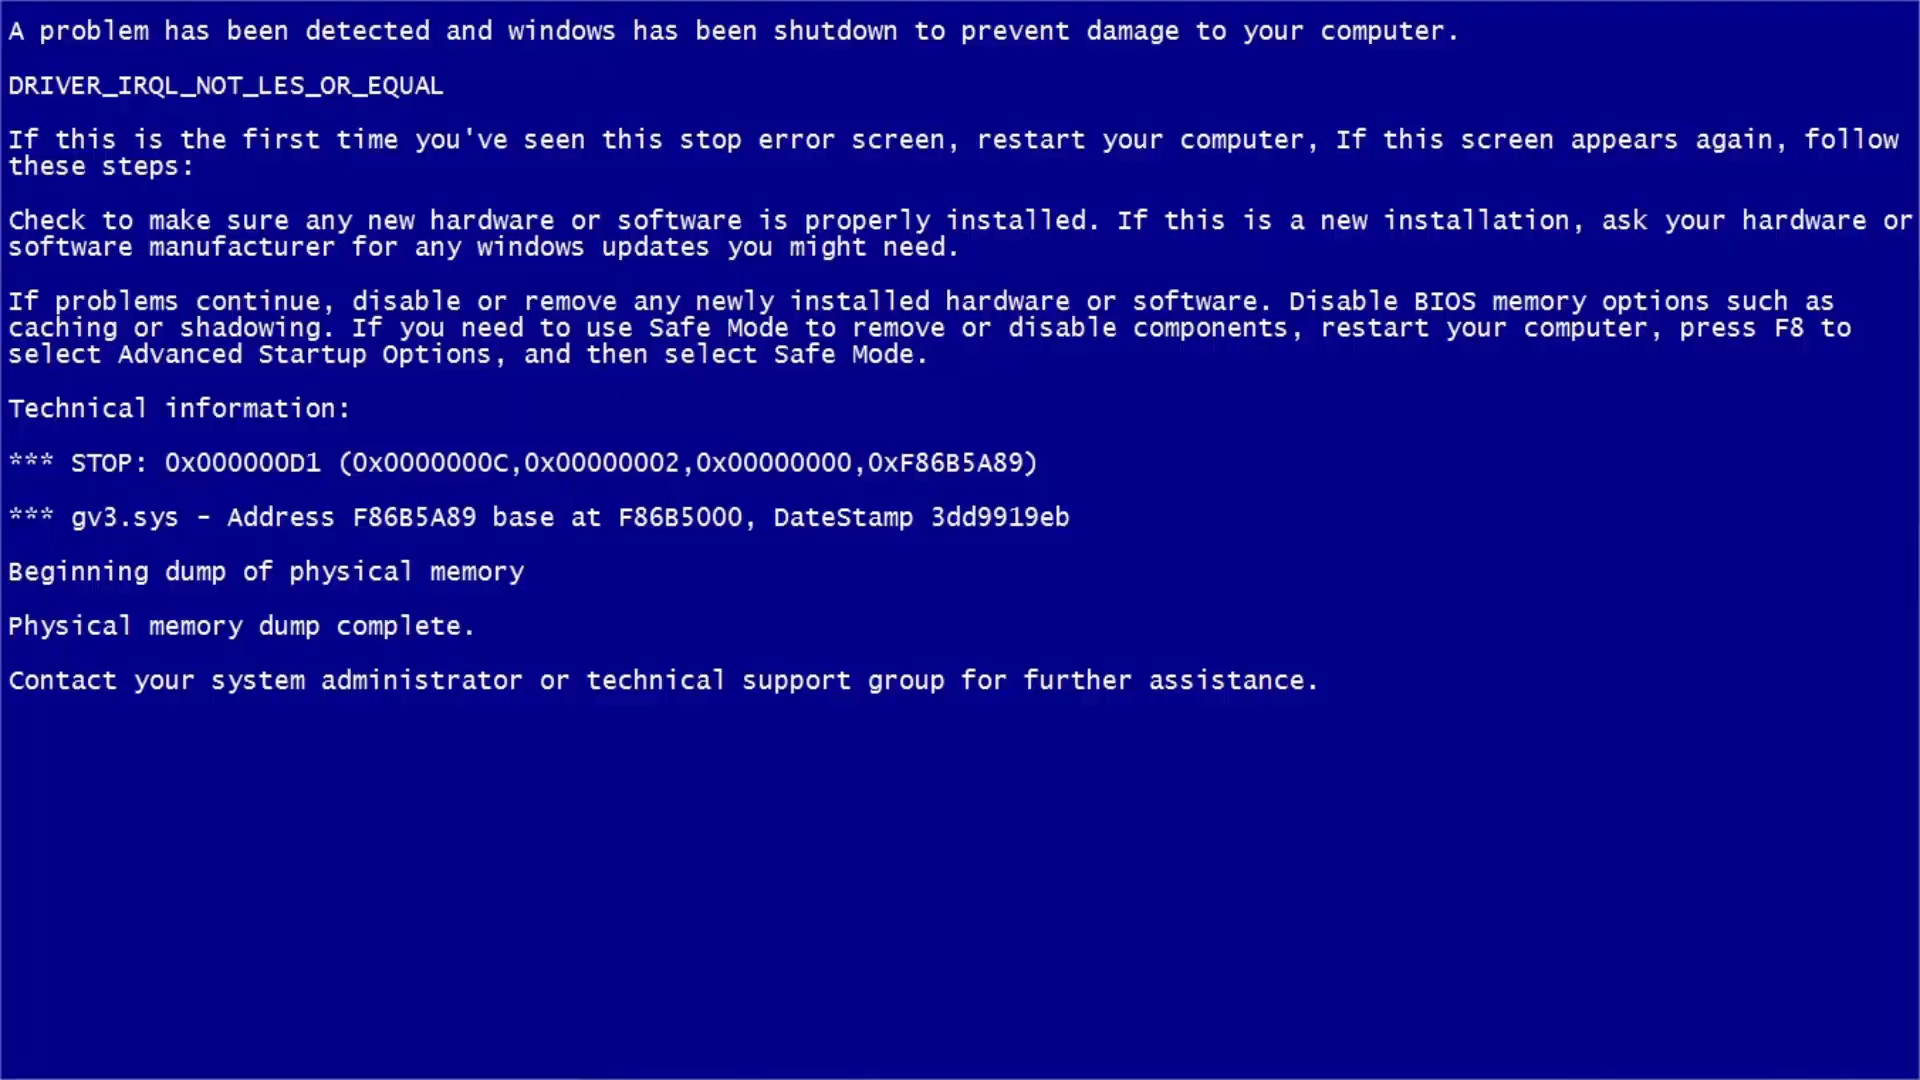 A problem has been detected and windows has been shutdown to prevent damage to your computer.
DRIVER_IRQL_NOT_LES_OR_EQUAL
If this is the first time you've seen this stop error screen, restart your computer, If this screen appears again, follow
these steps:
Check to make sure any new hardware or software is properly installed. If this is a new installation, ask your hardware or
software manufacturer for any windows updates you might need.
If problems continue, disable or remove any newly installed hardware or software. Disable BIOS memory options such as
caching or shadowing. If you need to use Safe Mode to remove or disable components, restart your computer, press F8 to
select Advanced Startup Options, and then select Safe Mode.
Technical information:
*** STOP: 0x000000D1 (0x0000000C,0x00000002,0x00000000,0xF86B5A89)
*** gv3.sys - Address F86B5A89 base at F86B5000, DateStamp 3dd9919eb
Beginning dump of physical memory
Physical memory dump complete.
Contact your system administrator or technical support group for further assistance.